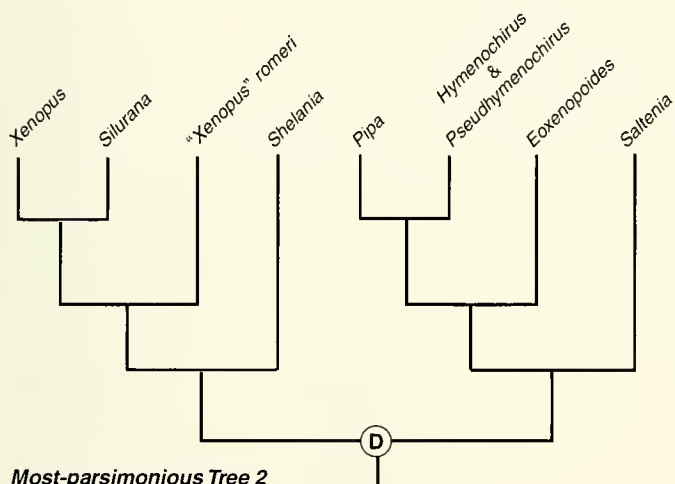 Xenopus
Silurana
"Xenopus" romeri
Shelania
Pipa
Hymenochirus
&
Pseudhymenochirus
Eoxenopoides
Saltenia
D
Most-parsimonious Tree 2